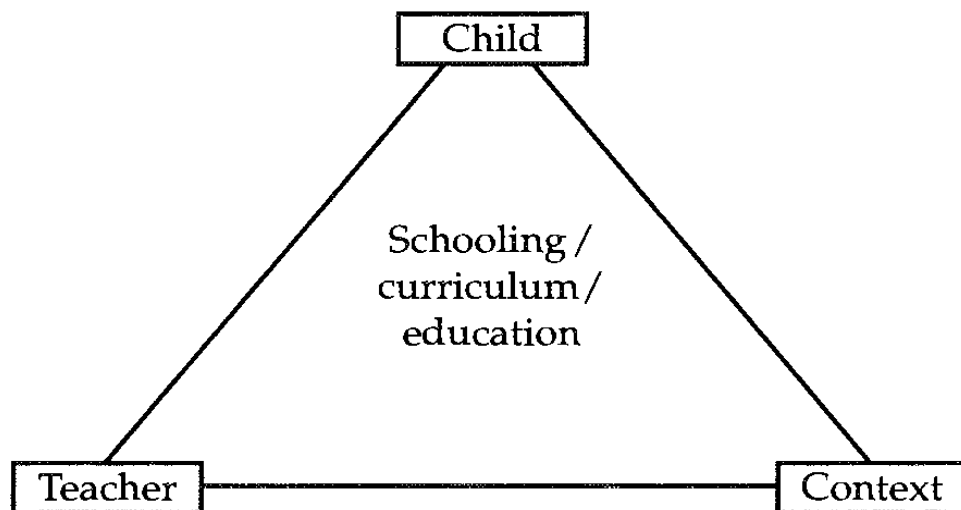 Child
Schooling /
curriculum /
education
Teacher
Context